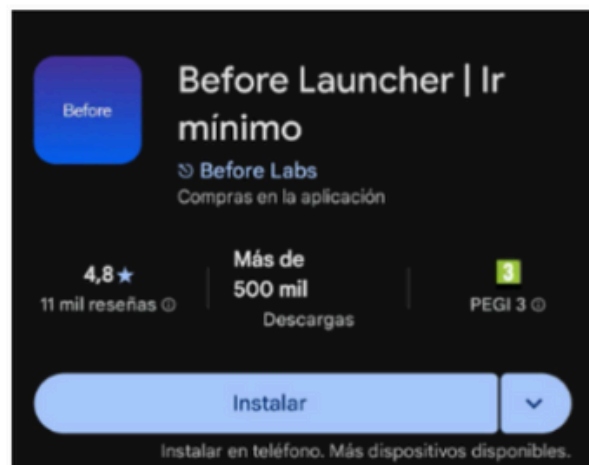 Before
Before Launcher | Ir
mínimo
Before Labs
Compras en la aplicación
4,8★
11 mil reseñas
Más de
500 mil
Descargas
3
PEGI 3
Instalar
Instalar en teléfono. Más dispositivos disponibles.